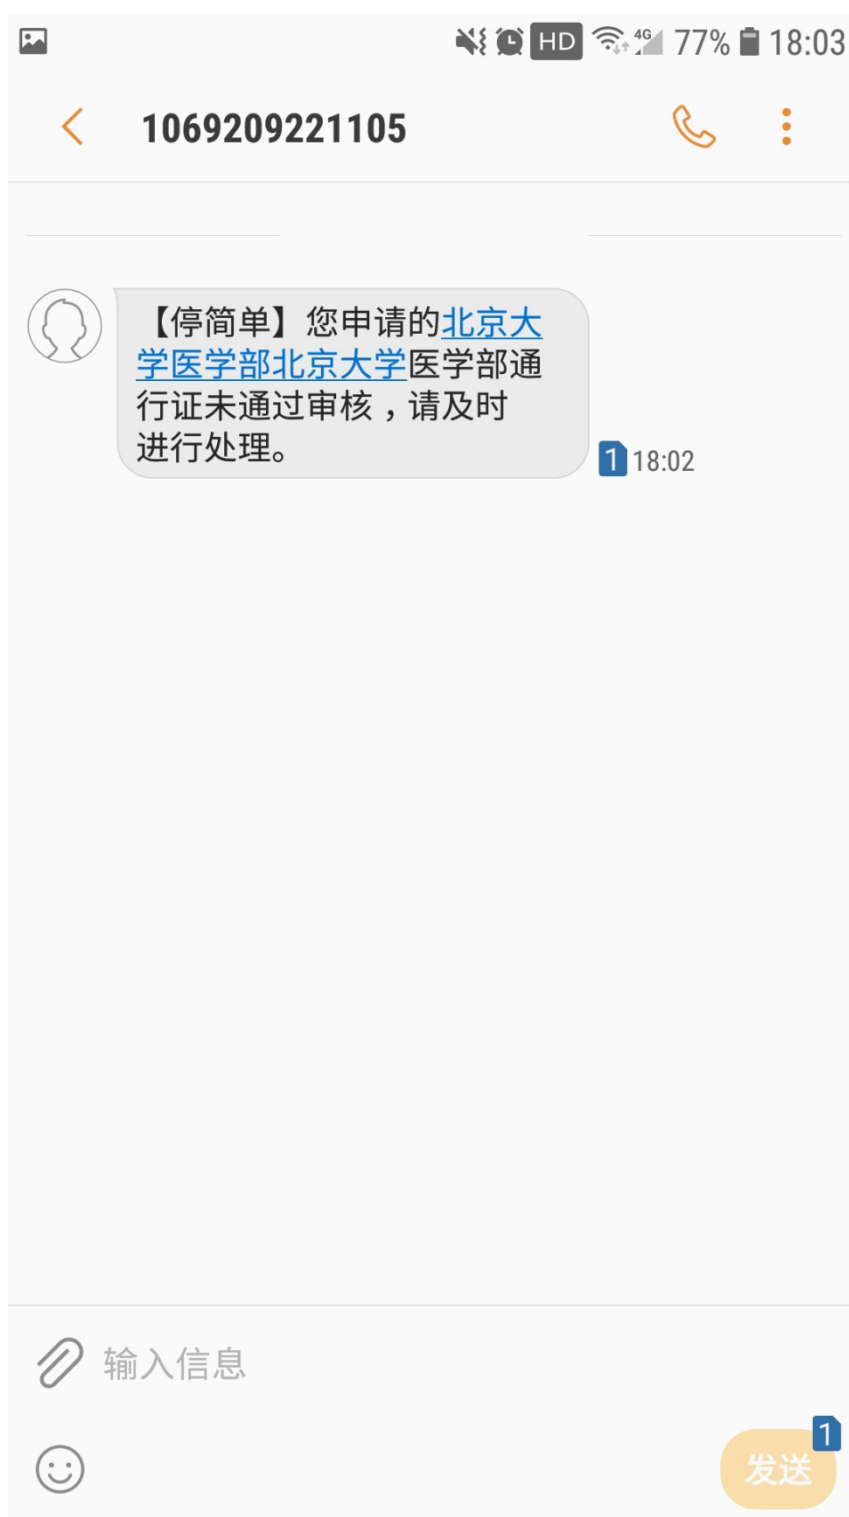 HD 4G 77% 18:03
1069209221105
【停简单】您申请的北京大
学医学部北京大学医学部通
行证未通过审核，请及时
进行处理。
1 18:02
输入信息
1
发送